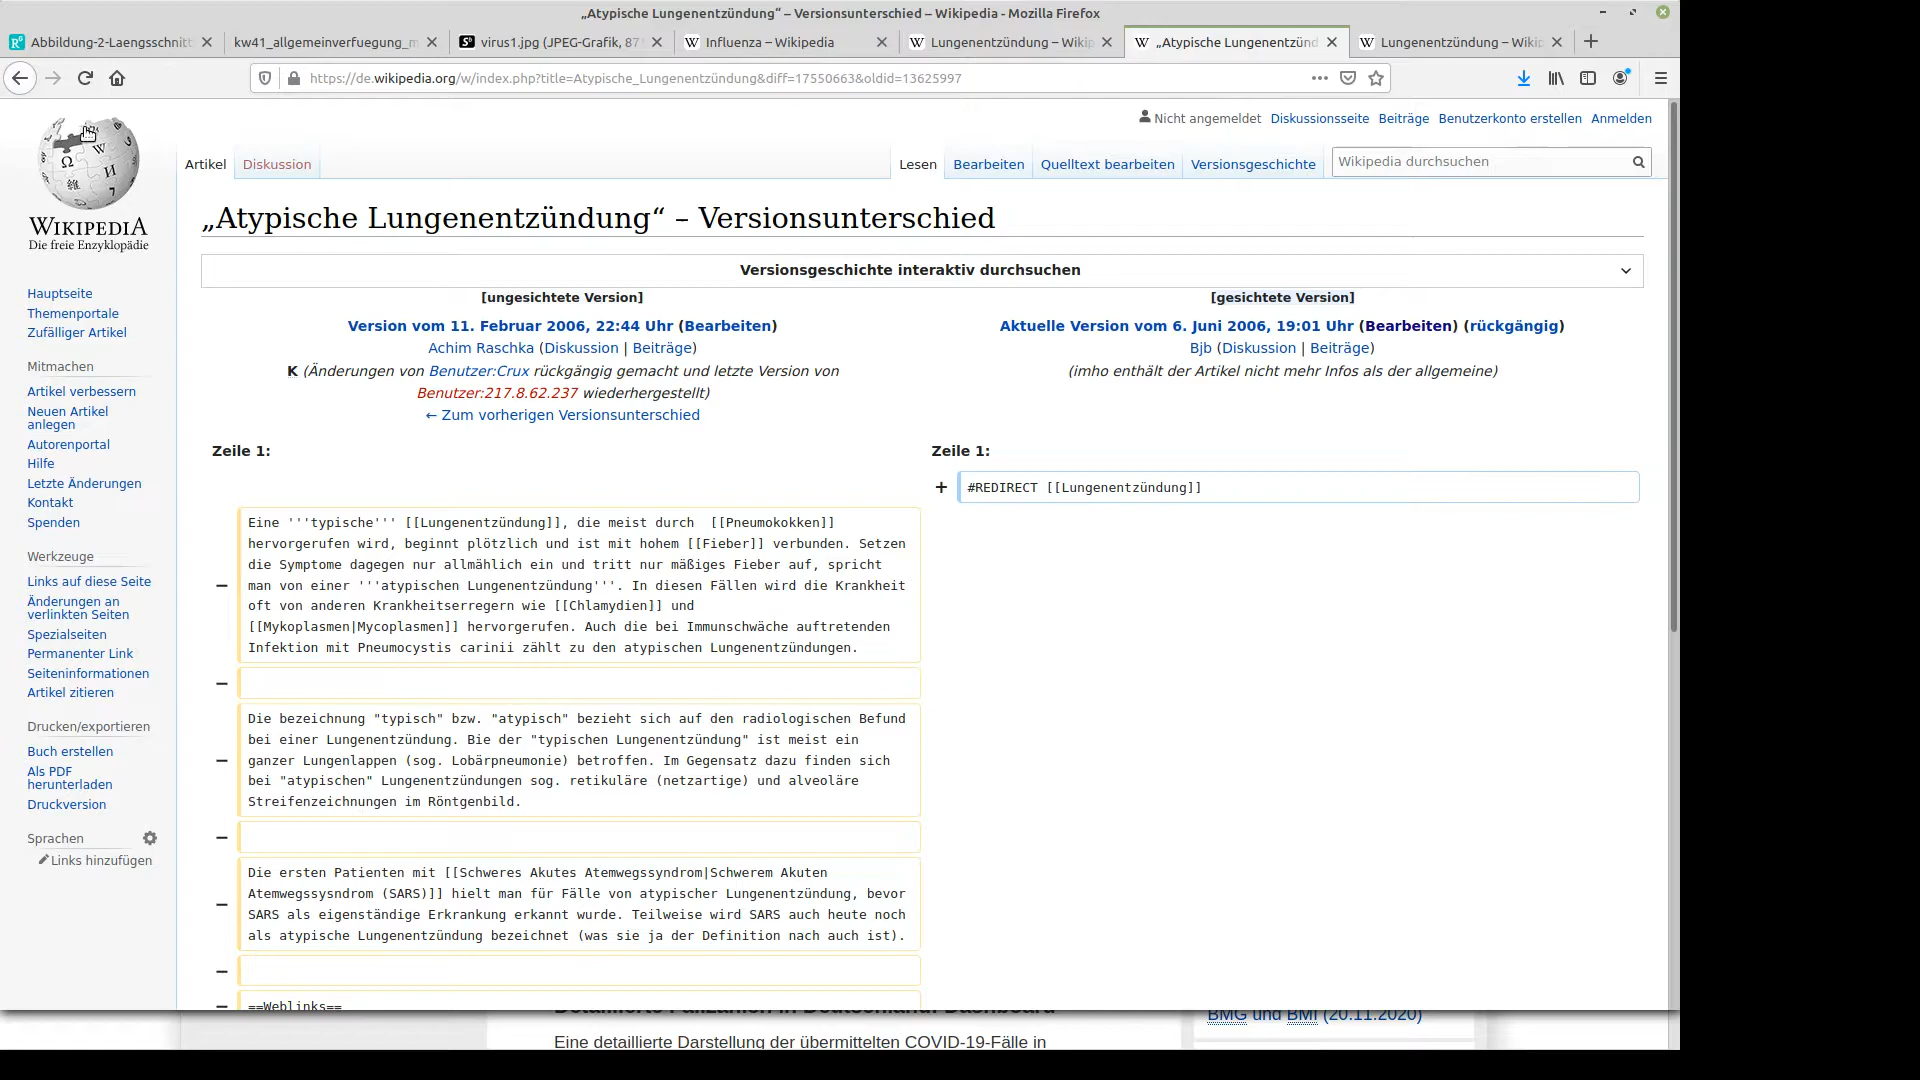 „Atypische Lungenentzündung“ – Versionsunterschied – Wikipedia - Mozilla Firefox
Abbildung-2-Laengsschnitt
kw41_allgemeinverfuegung_m
virus1.jpg (JPEG-Grafik, 87
Influenza – Wikipedia
Lungenentzündung – Wikip
„Atypische Lungenentzünd
Lungenentzündung – Wikip
https://de.wikipedia.org/w/index.php?title=Atypische_Lungenentzündung&diff=17550663&oldid=13625997
Nicht angemeldet Diskussionsseite Beiträge Benutzerkonto erstellen Anmelden
Artikel Diskussion Lesen Bearbeiten Quelltext bearbeiten Versionsgeschichte Wikipedia durchsuchen
WIKIPEDIA
Die freie Enzyklopädie
Hauptseite
Themenportale
Zufälliger Artikel
Mitmachen
Artikel verbessern
Neuen Artikel
anlegen
Autorenportal
Hilfe
Letzte Änderungen
Kontakt
Spenden
Werkzeuge
Links auf diese Seite
Änderungen an
verlinkten Seiten
Spezialseiten
Permanenter Link
Seiteninformationen
Artikel zitieren
Drucken/exportieren
Buch erstellen
Als PDF
herunterladen
Druckversion
Sprachen
Links hinzufügen
„Atypische Lungenentzündung“ – Versionsunterschied
Versionsgeschichte interaktiv durchsuchen
[ungesichtete Version]
Version vom 11. Februar 2006, 22:44 Uhr (Bearbeiten)
Achim Raschka (Diskussion | Beiträge)
K (Änderungen von Benutzer:Crux rückgängig gemacht und letzte Version von
Benutzer:217.8.62.237 wiederhergestellt)
← Zum vorherigen Versionsunterschied
[gesichtete Version]
Aktuelle Version vom 6. Juni 2006, 19:01 Uhr (Bearbeiten) (rückgängig)
Bjb (Diskussion | Beiträge)
(imho enthält der Artikel nicht mehr Infos als der allgemeine)
Zeile 1:
Zeile 1:
+ #REDIRECT [[Lungenentzündung]]
Eine '''typische''' [[Lungenentzündung]], die meist durch  [[Pneumokokken]]
hervorgerufen wird, beginnt plötzlich und ist mit hohem [[Fieber]] verbunden. Setzen
die Symptome dagegen nur allmählich ein und tritt nur mäßiges Fieber auf, spricht
− man von einer '''atypischen Lungenentzündung'''. In diesen Fällen wird die Krankheit
oft von anderen Krankheitserregern wie [[Chlamydien]] und
[[Mykoplasmen|Mycoplasmen]] hervorgerufen. Auch die bei Immunschwäche auftretenden
Infektion mit Pneumocystis carinii zählt zu den atypischen Lungenentzündungen.
−
Die bezeichnung "typisch" bzw. "atypisch" bezieht sich auf den radiologischen Befund
bei einer Lungenentzündung. Bie der "typischen Lungenentzündung" ist meist ein
− ganzer Lungenlappen (sog. Lobärpneumonie) betroffen. Im Gegensatz dazu finden sich
bei "atypischen" Lungenentzündungen sog. retikuläre (netzartige) und alveoläre
Streifenzeichnungen im Röntgenbild.
−
Die ersten Patienten mit [[Schweres Akutes Atemwegssyndrom|Schwerem Akuten
Atemwegssysndrom (SARS)]] hielt man für Fälle von atypischer Lungenentzündung, bevor
− SARS als eigenständige Erkrankung erkannt wurde. Teilweise wird SARS auch heute noch
als atypische Lungenentzündung bezeichnet (was sie ja der Definition nach auch ist).
−
− ==Weblinks==
Detaillierte Fallzahlen in Deutschland: Dashboard
BMG und BMI (20.11.2020)
Eine detaillierte Darstellung der übermittelten COVID-19-Fälle in